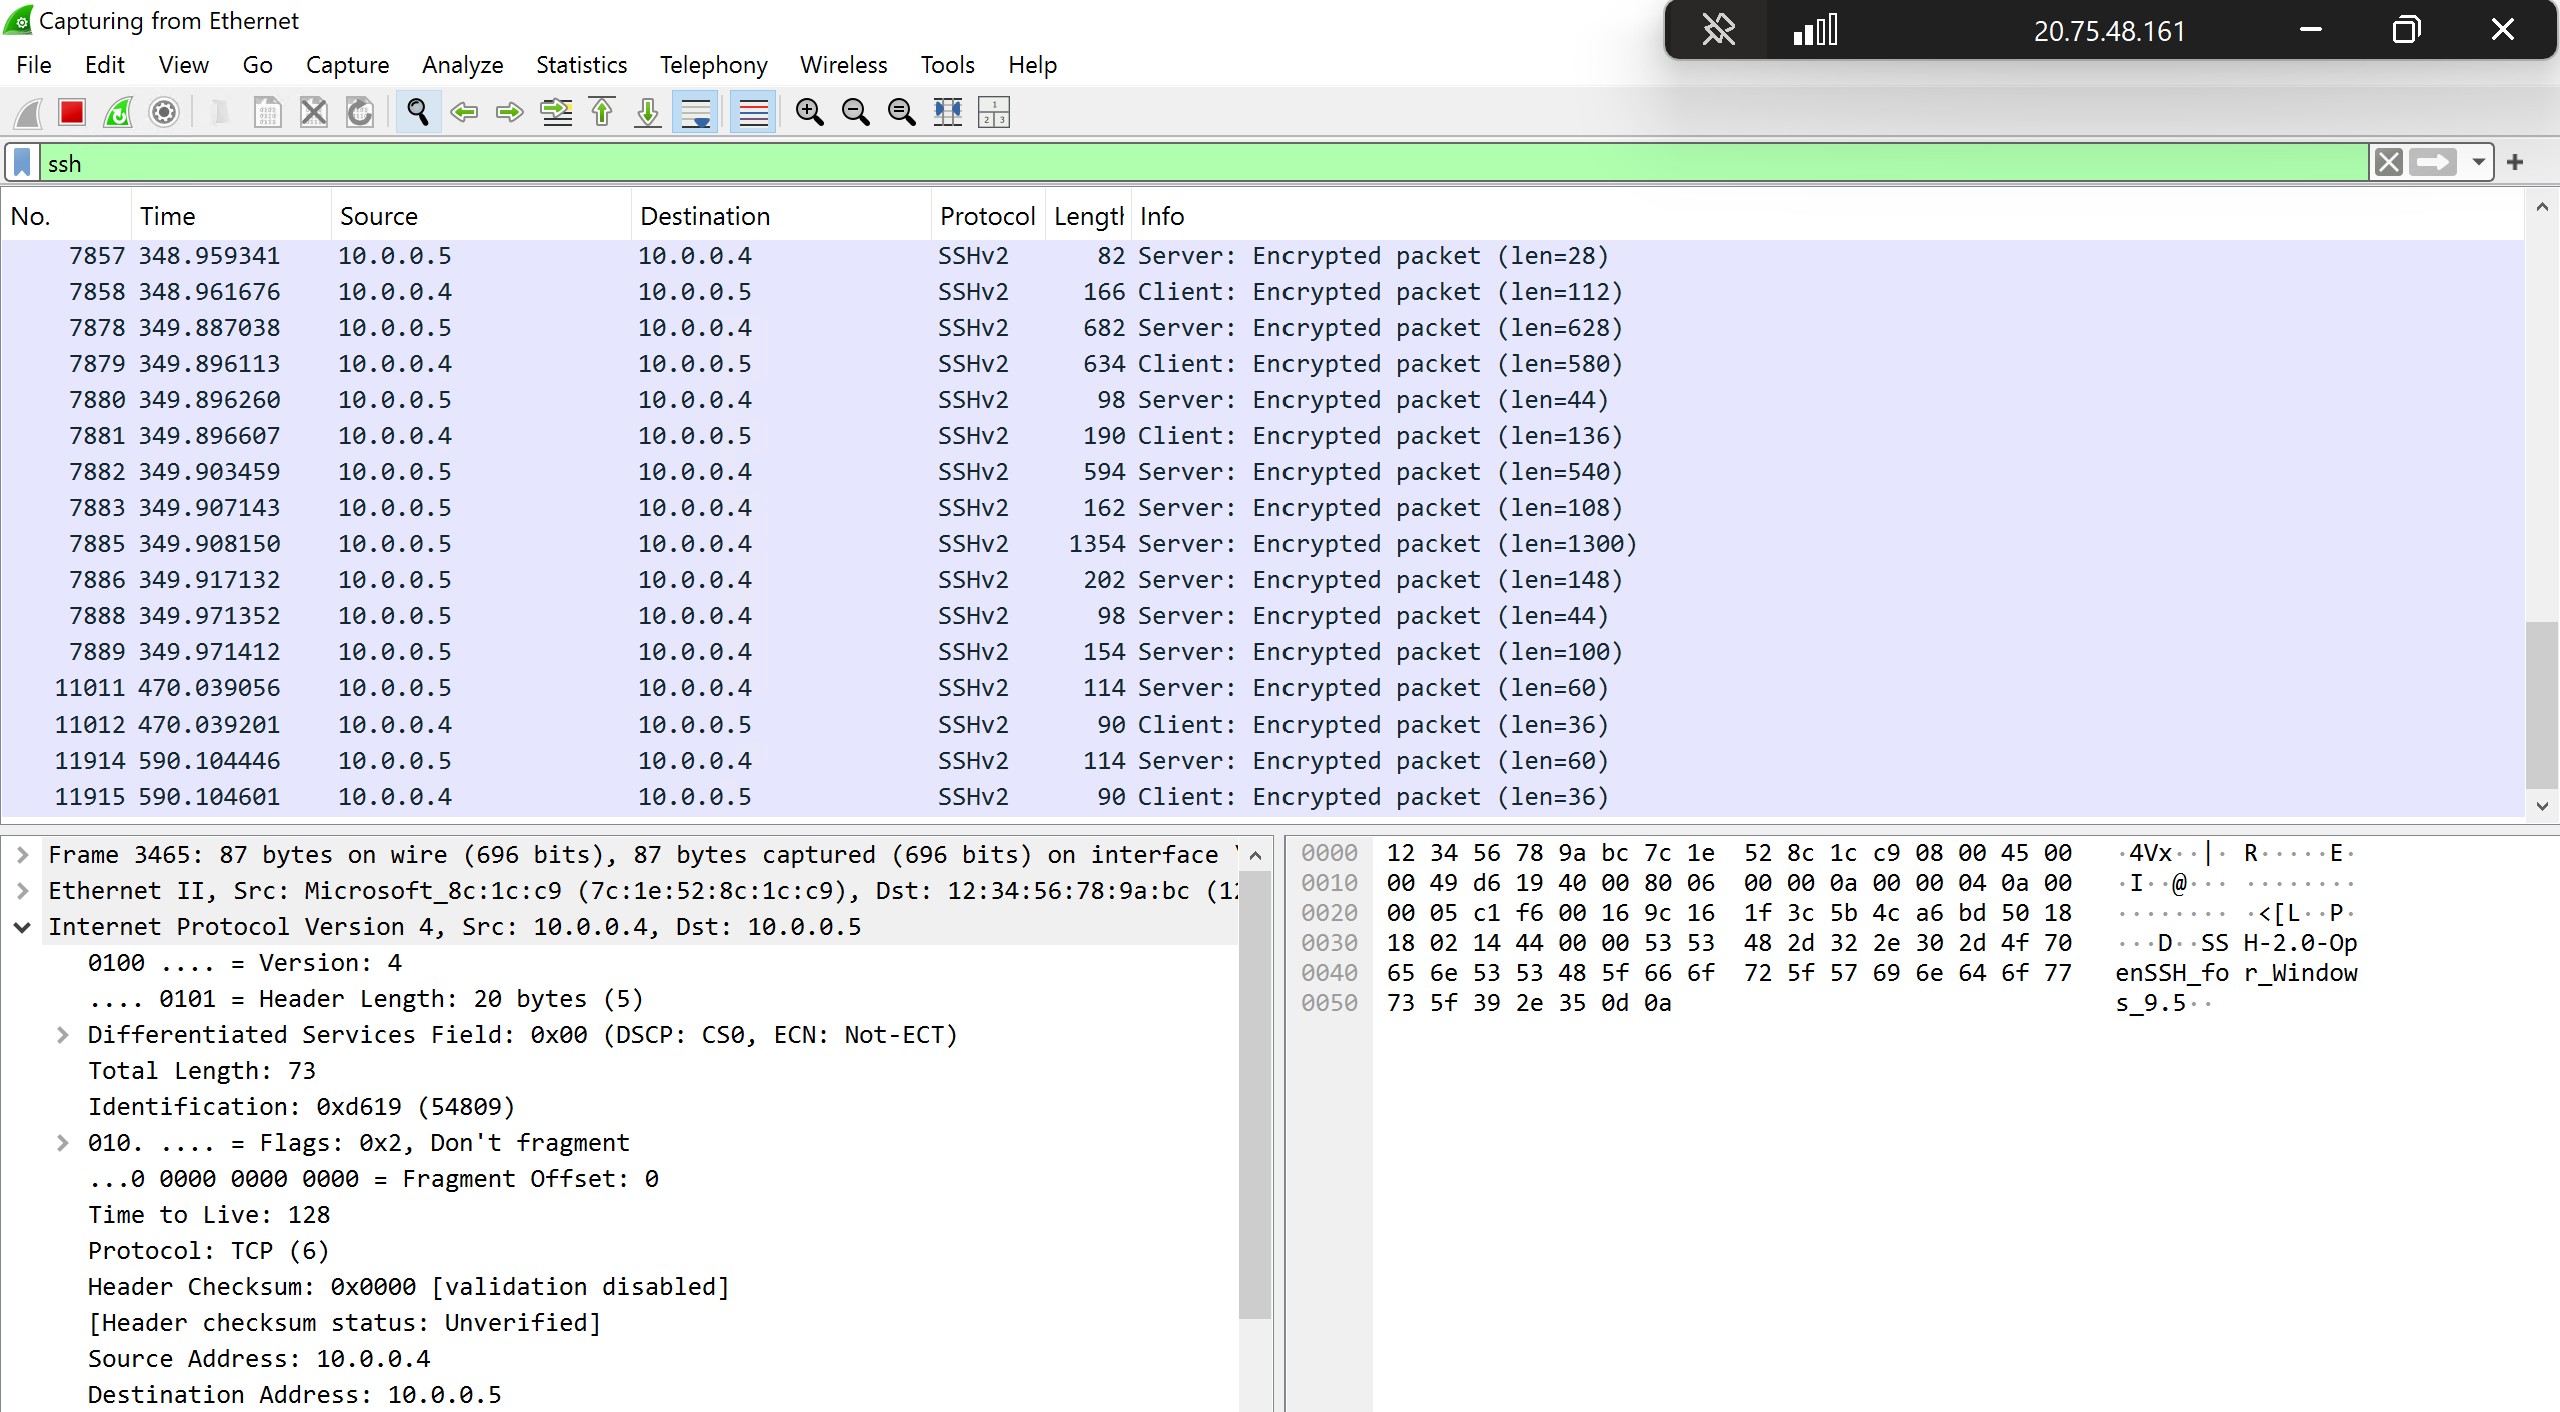 Capturing from Ethernet
20.75.48.161
File Edit View Go Capture Analyze Statistics Telephony Wireless Tools Help
ssh
No. Time Source Destination Protocol Length Info
7857 348.959341 10.0.0.5 10.0.0.4 SSHv2 82 Server: Encrypted packet (len=28)
7858 348.961676 10.0.0.4 10.0.0.5 SSHv2 166 Client: Encrypted packet (len=112)
7878 349.887038 10.0.0.5 10.0.0.4 SSHv2 682 Server: Encrypted packet (len=628)
7879 349.896113 10.0.0.4 10.0.0.5 SSHv2 634 Client: Encrypted packet (len=580)
7880 349.896260 10.0.0.5 10.0.0.4 SSHv2 98 Server: Encrypted packet (len=44)
7881 349.896607 10.0.0.4 10.0.0.5 SSHv2 190 Client: Encrypted packet (len=136)
7882 349.903459 10.0.0.5 10.0.0.4 SSHv2 594 Server: Encrypted packet (len=540)
7883 349.907143 10.0.0.5 10.0.0.4 SSHv2 162 Server: Encrypted packet (len=108)
7885 349.908150 10.0.0.5 10.0.0.4 SSHv2 1354 Server: Encrypted packet (len=1300)
7886 349.917132 10.0.0.5 10.0.0.4 SSHv2 202 Server: Encrypted packet (len=148)
7888 349.971352 10.0.0.5 10.0.0.4 SSHv2 98 Server: Encrypted packet (len=44)
7889 349.971412 10.0.0.5 10.0.0.4 SSHv2 154 Server: Encrypted packet (len=100)
11011 470.039056 10.0.0.5 10.0.0.4 SSHv2 114 Server: Encrypted packet (len=60)
11012 470.039201 10.0.0.4 10.0.0.5 SSHv2 90 Client: Encrypted packet (len=36)
11914 590.104446 10.0.0.5 10.0.0.4 SSHv2 114 Server: Encrypted packet (len=60)
11915 590.104601 10.0.0.4 10.0.0.5 SSHv2 90 Client: Encrypted packet (len=36)
Frame 3465: 87 bytes on wire (696 bits), 87 bytes captured (696 bits) on interface \
Ethernet II, Src: Microsoft_8c:1c:c9 (7c:1e:52:8c:1c:c9), Dst: 12:34:56:78:9a:bc (12
Internet Protocol Version 4, Src: 10.0.0.4, Dst: 10.0.0.5
0100 .... = Version: 4
.... 0101 = Header Length: 20 bytes (5)
Differentiated Services Field: 0x00 (DSCP: CS0, ECN: Not-ECT)
Total Length: 73
Identification: 0xd619 (54809)
010. .... = Flags: 0x2, Don't fragment
...0 0000 0000 0000 = Fragment Offset: 0
Time to Live: 128
Protocol: TCP (6)
Header Checksum: 0x0000 [validation disabled]
[Header checksum status: Unverified]
Source Address: 10.0.0.4
Destination Address: 10.0.0.5
0000 12 34 56 78 9a bc 7c 1e 52 8c 1c c9 08 00 45 00 ·4Vx··|· R·····E·
0010 00 49 d6 19 40 00 80 06 00 00 0a 00 00 04 0a 00 ·I··@··· ········
0020 00 05 c1 f6 00 16 9c 16 1f 3c 5b 4c a6 bd 50 18 ········ ·<[L··P·
0030 18 02 14 44 00 00 53 53 48 2d 32 2e 30 2d 4f 70 ···D··SS H-2.0-Op
0040 65 6e 53 53 48 5f 66 6f 72 5f 57 69 6e 64 6f 77 enSSH_fo r_Window
0050 73 5f 39 2e 35 0d 0a s_9.5··